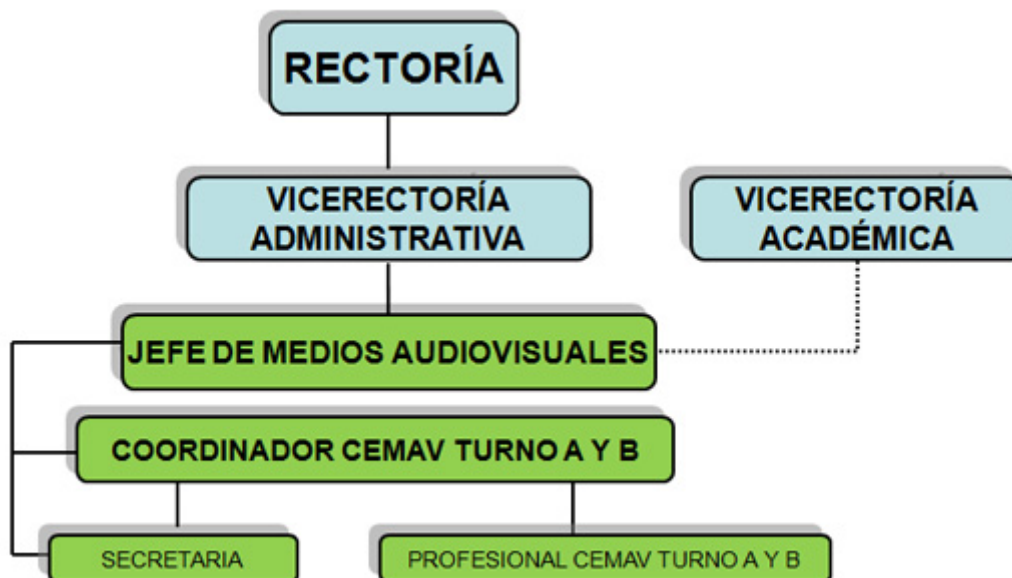 RECTORÍA
VICERECTORÍA
ADMINISTRATIVA
VICERECTORÍA
ACADÉMICA
JEFE DE MEDIOS AUDIOVISUALES
COORDINADOR CEMAV TURNO A Y B
SECRETARIA
PROFESIONAL CEMAV TURNO A Y B